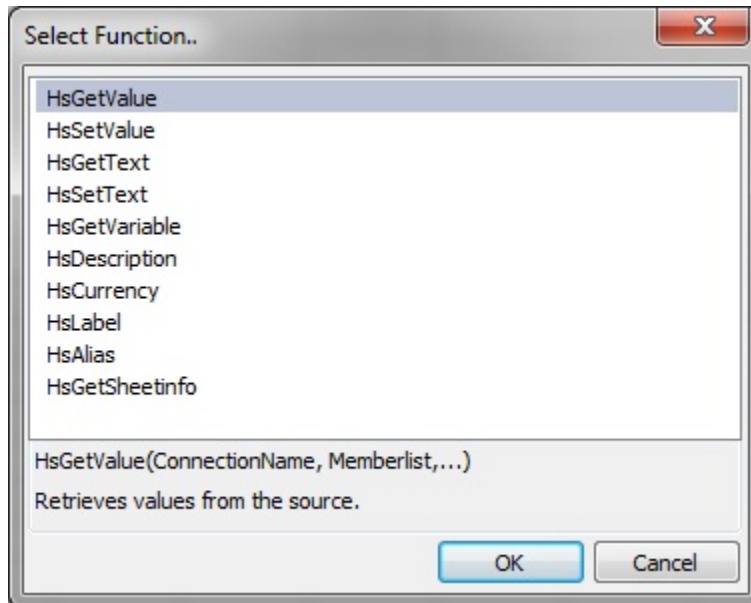 Select Function..
HsGetValue
HsSetValue
HsGetText
HsSetText
HsGetVariable
HsDescription
HsCurrency
HsLabel
HsAlias
HsGetSheetinfo
HsGetValue(ConnectionName, Memberlist,...)
Retrieves values from the source.
OK Cancel